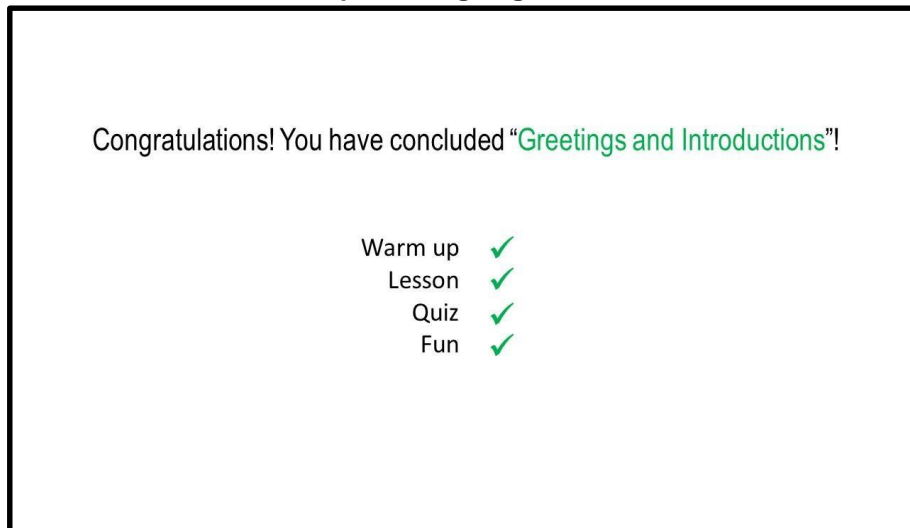 Congratulations! You have concluded “Greetings and Introductions”!
Warm up ✓
Lesson ✓
Quiz ✓
Fun ✓